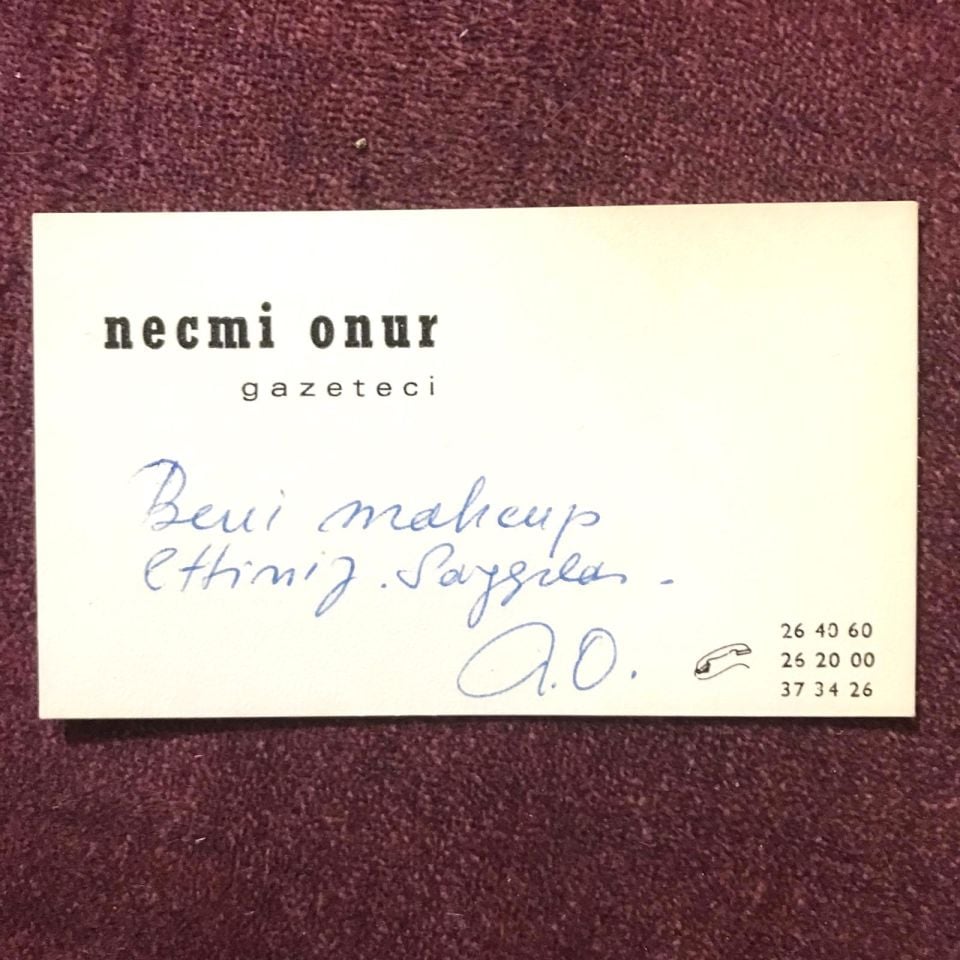 necmi onur
gazeteci
Beni mahcup
ettiniz. Saygılar -
N.O.
26 40 60
26 20 00
37 34 26